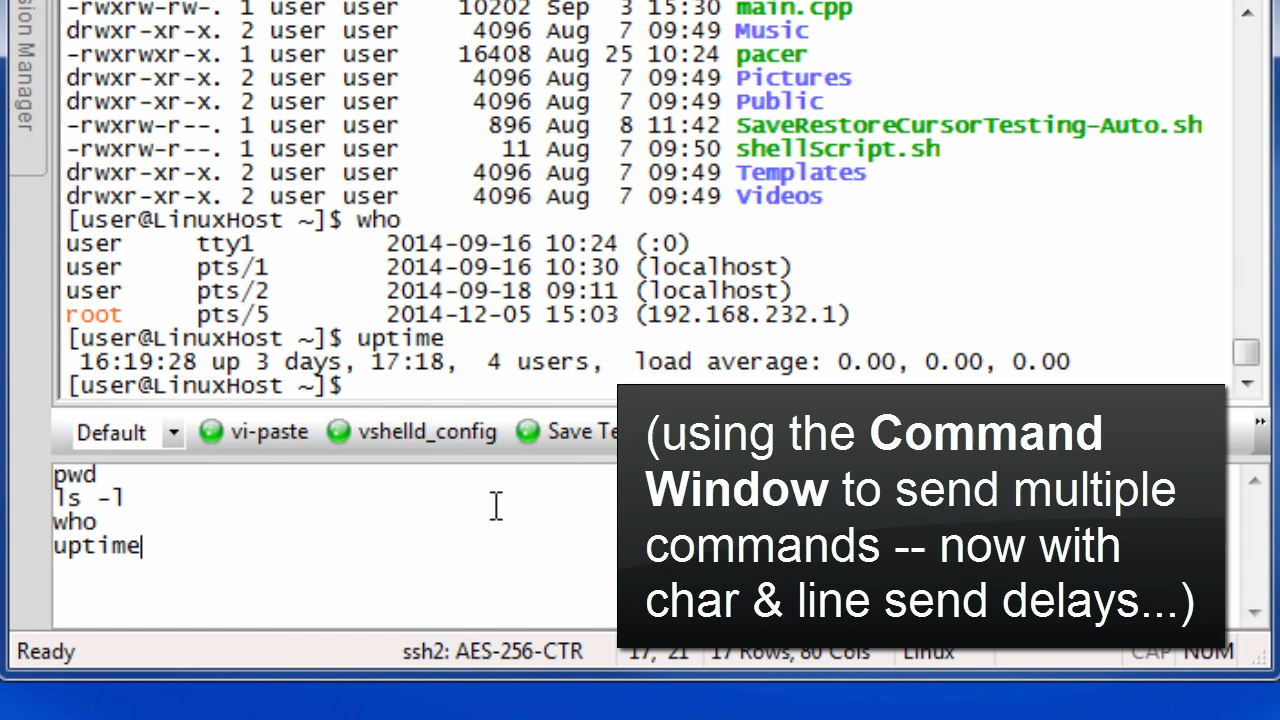 sion Manager
-rwxrw-rw-. 1 user user 10202 Sep 3 15:30 main.cpp
drwxr-xr-x. 2 user user 4096 Aug 7 09:49 Music
-rwxrwxr-x. 1 user user 16408 Aug 25 10:24 pacer
drwxr-xr-x. 2 user user 4096 Aug 7 09:49 Pictures
drwxr-xr-x. 2 user user 4096 Aug 7 09:49 Public
-rwxrw-r--. 1 user user 896 Aug 8 11:42 SaveRestoreCursorTesting-Auto.sh
-rwxrw-r--. 1 user user 11 Aug 7 09:50 shellScript.sh
drwxr-xr-x. 2 user user 4096 Aug 7 09:49 Templates
drwxr-xr-x. 2 user user 4096 Aug 7 09:49 Videos
[user@LinuxHost ~]$ who
user tty1 2014-09-16 10:24 (:0)
user pts/1 2014-09-16 10:30 (localhost)
user pts/2 2014-09-18 09:11 (localhost)
root pts/5 2014-12-05 15:03 (192.168.232.1)
[user@LinuxHost ~]$ uptime
16:19:28 up 3 days, 17:18, 4 users, load average: 0.00, 0.00, 0.00
[user@LinuxHost ~]$
Default vi-paste vshelld_config Save Te
pwd
ls -l
who
uptime
(using the Command
Window to send multiple
commands -- now with
char & line send delays...)
Ready ssh2: AES-256-CTR 17, 21 17 Rows, 80 Cols Linux CAP NUM